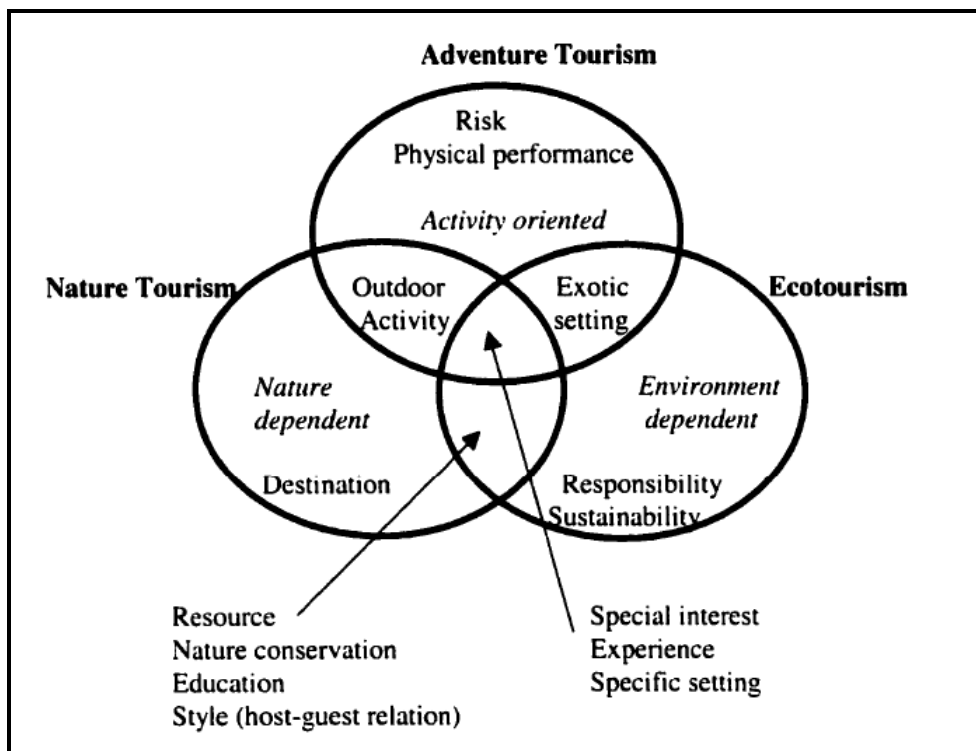 Adventure Tourism
Risk
Physical performance
Activity oriented
Nature Tourism
Outdoor
Activity
Exotic
setting
Ecotourism
Nature
dependent
Environment
dependent
Destination
Responsibility
Sustainability
Resource
Nature conservation
Education
Style (host-guest relation)
Special interest
Experience
Specific setting